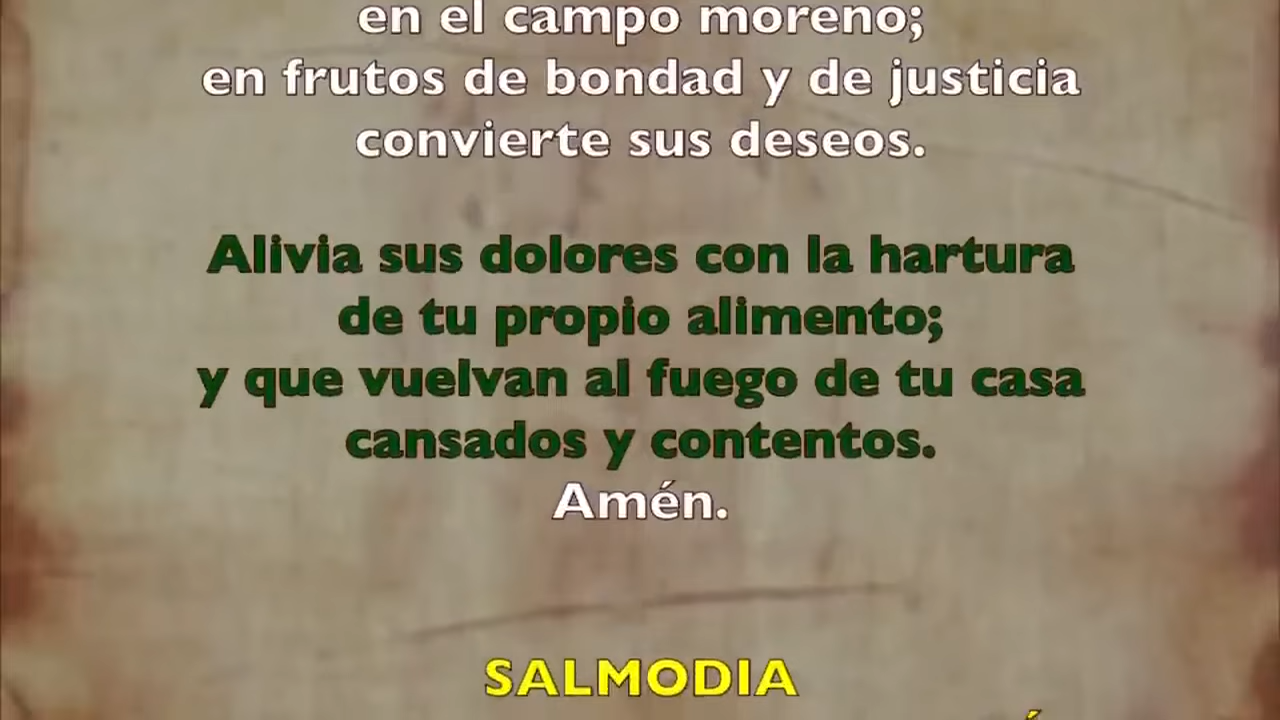 en el campo moreno;
en frutos de bondad y de justicia
convierte sus deseos.
Alivia sus dolores con la hartura
de tu propio alimento;
y que vuelvan al fuego de tu casa
cansados y contentos.
Amén.
SALMODIA